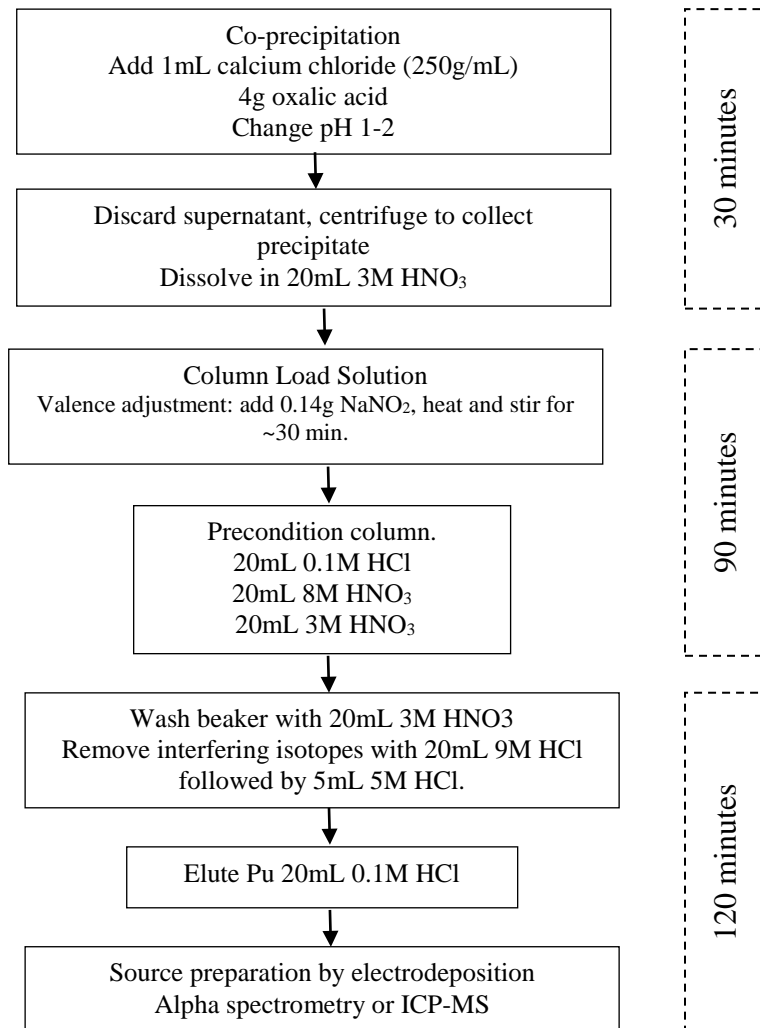 Co-precipitation
Add 1mL calcium chloride (250g/mL)
4g oxalic acid
Change pH 1-2
30 minutes
Discard supernatant, centrifuge to collect
precipitate
Dissolve in 20mL 3M HNO₃
Column Load Solution
Valence adjustment: add 0.14g NaNO₂, heat and stir for
~30 min.
90 minutes
Precondition column.
20mL 0.1M HCl
20mL 8M HNO₃
20mL 3M HNO₃
Wash beaker with 20mL 3M HNO3
Remove interfering isotopes with 20mL 9M HCl
followed by 5mL 5M HCl.
120 minutes
Elute Pu 20mL 0.1M HCl
Source preparation by electrodeposition
Alpha spectrometry or ICP-MS